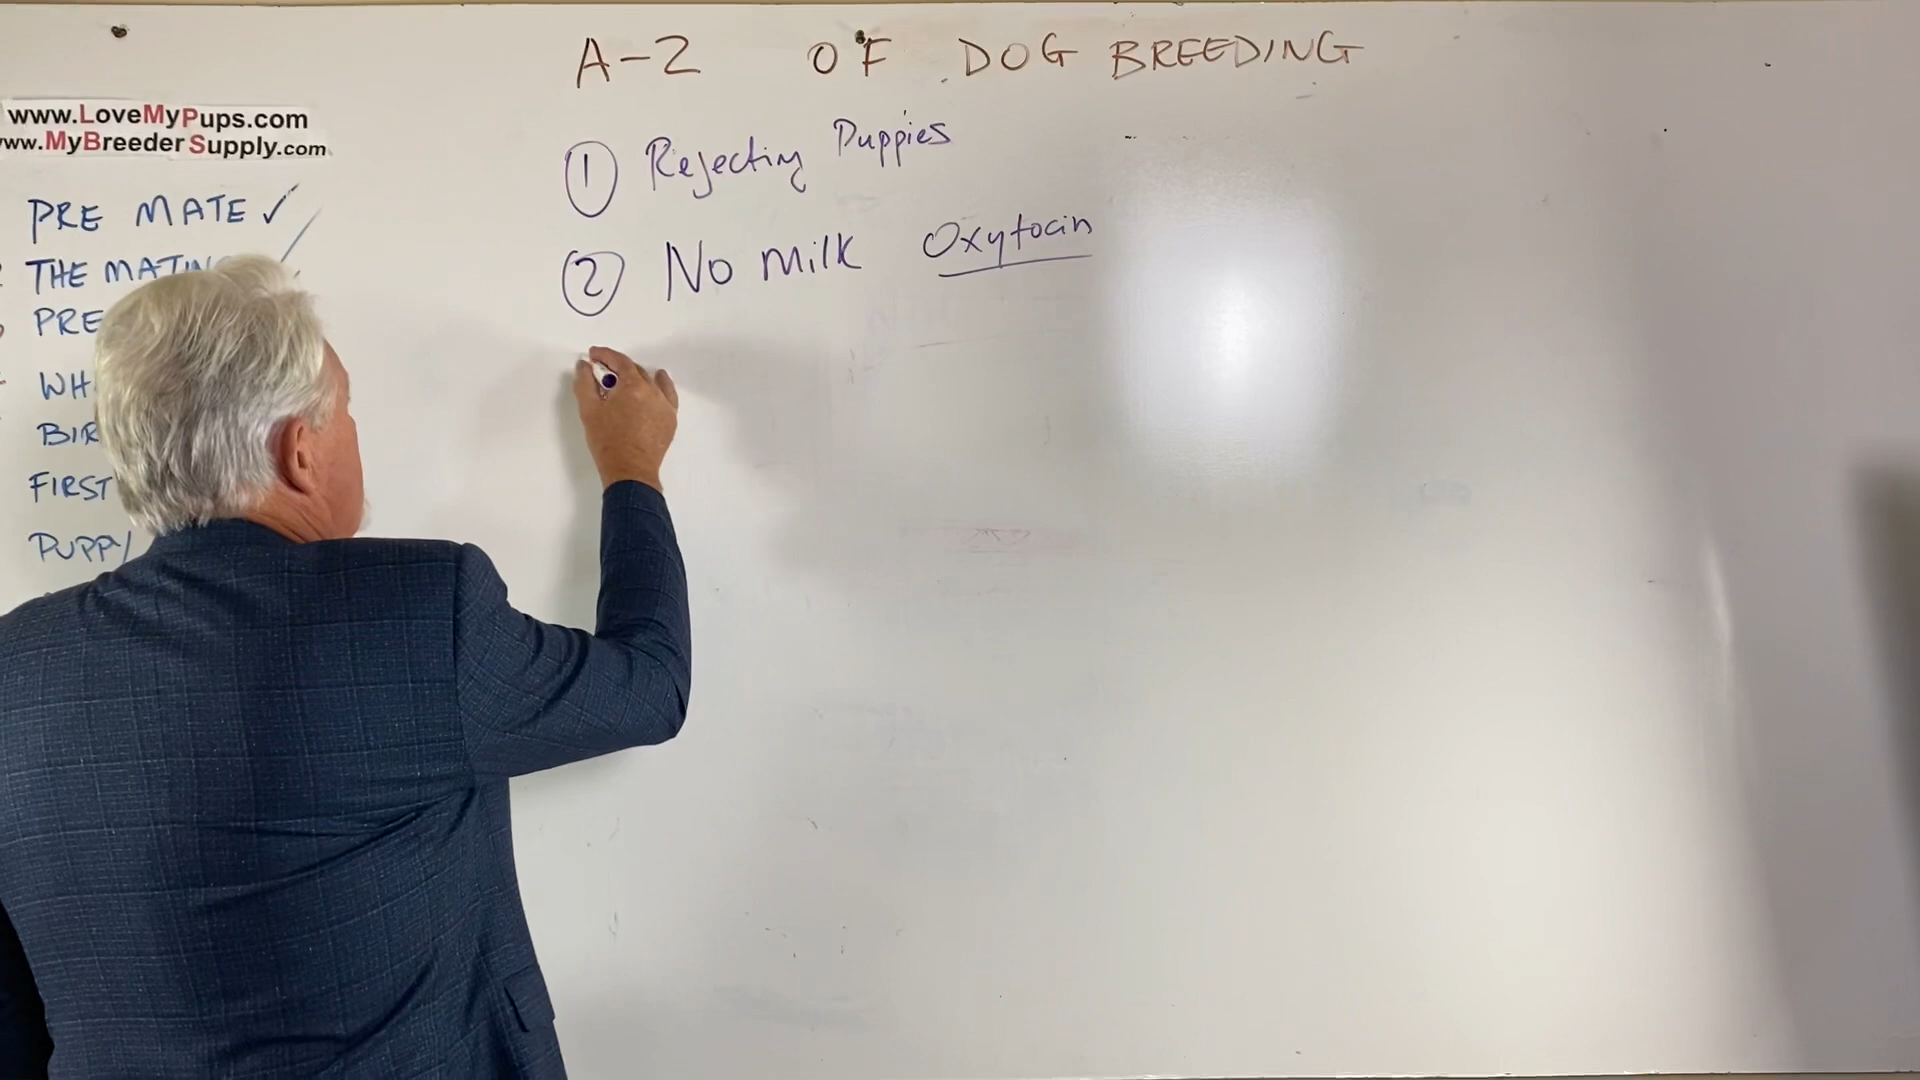 A-Z OF DOG BREEDING
www.LoveMyPups.com
www.MyBreederSupply.com
PRE MATE ✓
THE MATING
PRE
WH
BIR
FIRST
PUPPY
① Rejecting Puppies
② No Milk Oxytocin